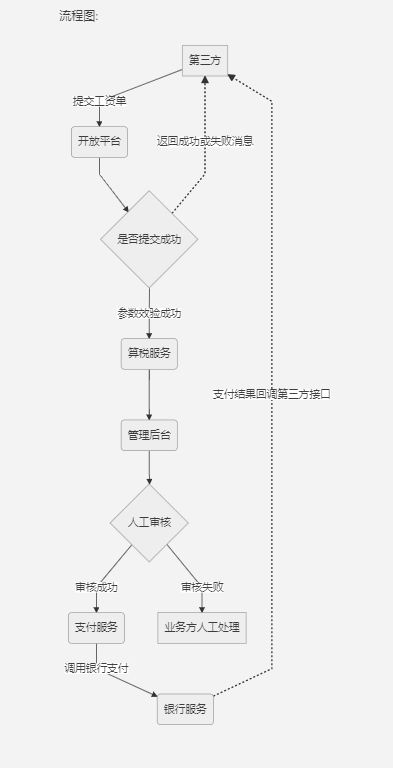 流程图:
第三方
提交工资单
开放平台
返回成功或失败消息
是否提交成功
参数效验成功
算税服务
支付结果回调第三方接口
管理后台
人工审核
审核成功
审核失败
支付服务
业务方人工处理
调用银行支付
银行服务